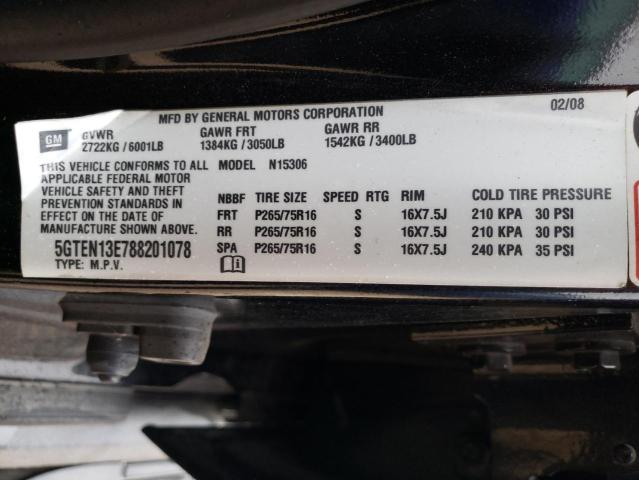 MFD BY GENERAL MOTORS CORPORATION 02/08
GM
GVWR GAWR FRT GAWR RR
2722KG / 6001LB 1384KG / 3050LB 1542KG / 3400LB
THIS VEHICLE CONFORMS TO ALL MODEL N15306
APPLICABLE FEDERAL MOTOR
VEHICLE SAFETY AND THEFT
PREVENTION STANDARDS IN
EFFECT ON THE DATE OF
MANUFACTURE SHOWN ABOVE.
5GTEN13E788201078
TYPE: M.P.V.
NBBF TIRE SIZE SPEED RTG RIM COLD TIRE PRESSURE
FRT P265/75R16 S 16X7.5J 210 KPA 30 PSI
RR P265/75R16 S 16X7.5J 210 KPA 30 PSI
SPA P265/75R16 S 16X7.5J 240 KPA 35 PSI